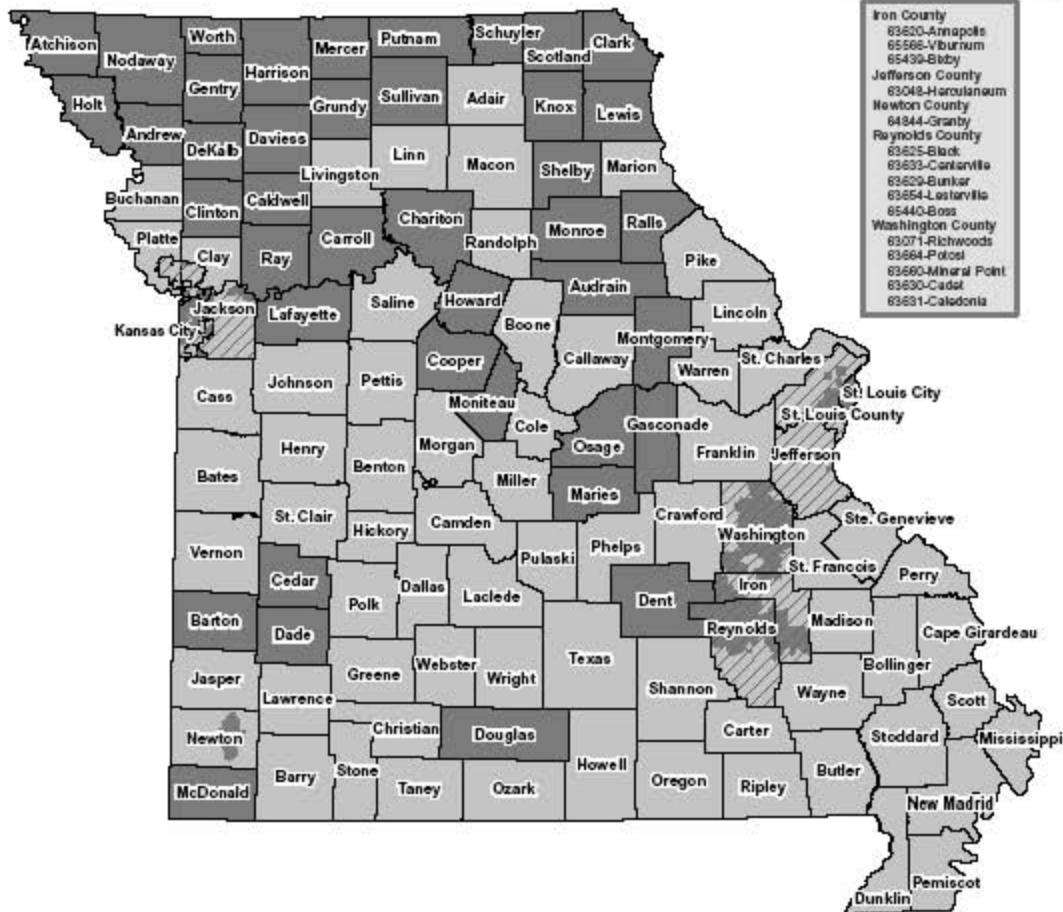 Atchison
Nodaway
Worth
Mercer
Putnam
Schuyler
Scotland
Clark
Harrison
Gentry
Holt
Grundy
Sullivan
Adair
Knox
Lewis
Andrew
DeKalb
Daviess
Linn
Macon
Shelby
Marion
Livingston
Buchanan
Clinton
Caldwell
Chariton
Randolph
Monroe
Ralls
Platte
Clay
Ray
Carroll
Pike
Jackson
Kansas City
Lafayette
Saline
Howard
Boone
Audrain
Lincoln
Montgomery
Callaway
Warren
St. Charles
Cooper
St. Louis City
St. Louis County
Cass
Johnson
Pettis
Moniteau
Cole
Osage
Gasconade
Franklin
Jefferson
Morgan
Henry
Benton
Bates
Miller
Maries
St. Clair
Hickory
Camden
Crawford
Washington
Ste. Genevieve
Vernon
Pulaski
Phelps
St. Francois
Perry
Cedar
Polk
Dallas
Laclede
Dent
Iron
Barton
Dade
Reynolds
Madison
Cape Girardeau
Jasper
Greene
Webster
Wright
Texas
Bollinger
Lawrence
Shannon
Wayne
Scott
Newton
Christian
Douglas
Carter
Stoddard
Mississippi
McDonald
Barry
Stone
Taney
Ozark
Howell
Oregon
Ripley
Butler
New Madrid
Dunklin
Pemiscot
Iron County
63620-Annapolis
65566-Viburnum
65439-Bixby
Jefferson County
63048-Herculaneum
Newton County
64844-Granby
Reynolds County
63625-Black
63633-Centerville
63629-Bunker
63654-Lesterville
65440-Boss
Washington County
63071-Richwoods
63664-Potosi
63660-Mineral Point
63630-Cadet
63631-Caledonia